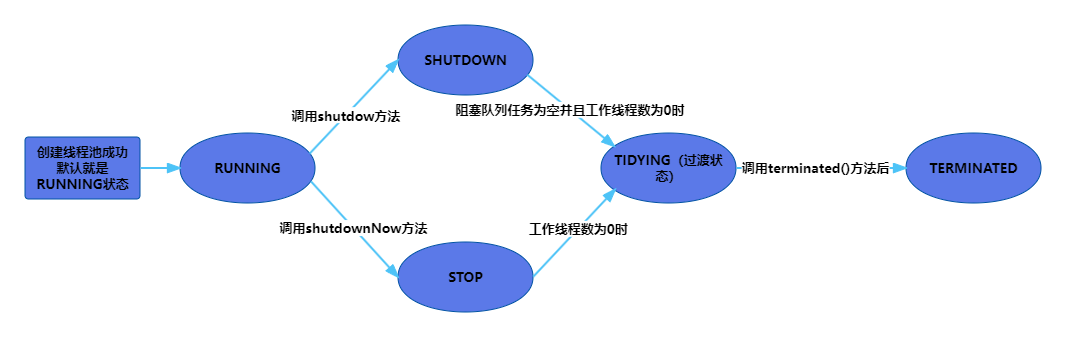 创建线程池成功
默认就是
RUNNING状态
RUNNING
调用shutdow方法
SHUTDOWN
阻塞队列任务为空并且工作线程数为0时
调用shutdownNow方法
STOP
工作线程数为0时
TIDYING（过渡状
态）
调用terminated()方法后
TERMINATED